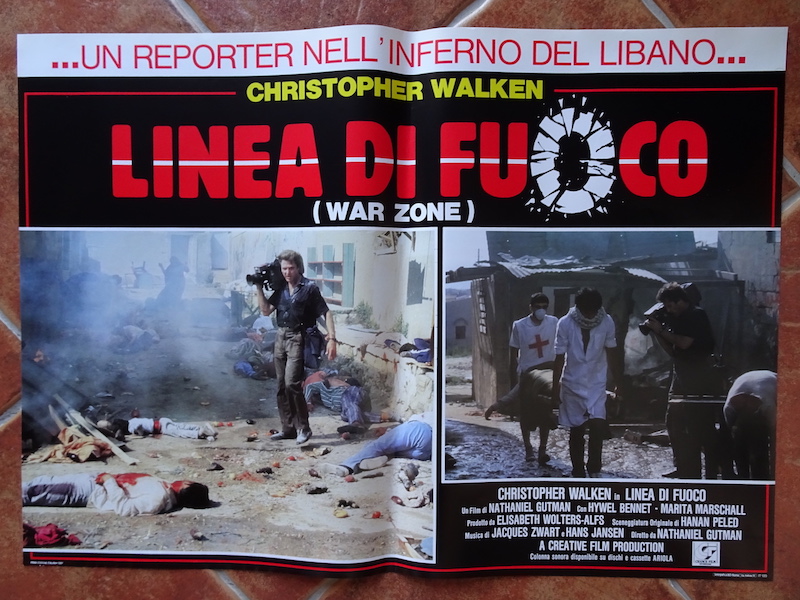 ...UN REPORTER NELL'INFERNO DEL LIBANO...
CHRISTOPHER WALKEN
LINEA DI FUOCO
(WAR ZONE)
CHRISTOPHER WALKEN in LINEA DI FUOCO
Un Film di NATHANIEL GUTMAN Con HYWEL BENNET - MARITA MARSCHALL
Prodotto da ELISABETH WOLTERS-ALFS Sceneggiatura Originale di HANAN PELED
Musica di JACQUES ZWART e HANS JANSEN Diretto da NATHANIEL GUTMAN
A CREATIVE FILM PRODUCTION
Colonna sonora disponibile su dischi e cassette ARIOLA